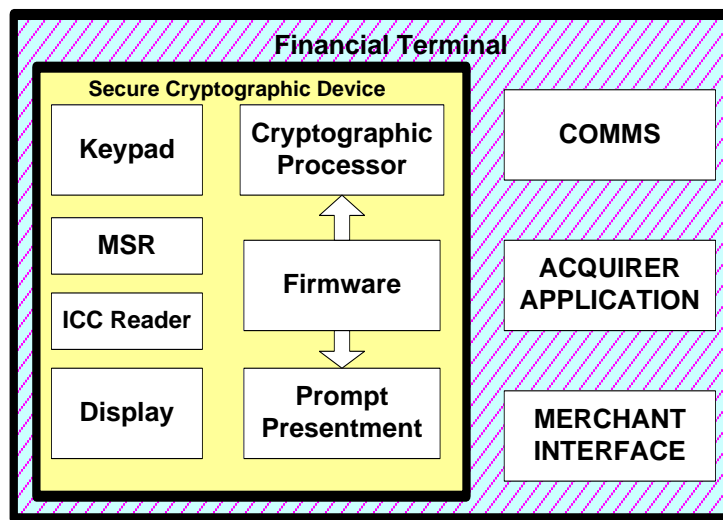 Financial Terminal
Secure Cryptographic Device
Keypad
Cryptographic
Processor
MSR
Firmware
ICC Reader
Display
Prompt
Presentment
COMMS
ACQUIRER
APPLICATION
MERCHANT
INTERFACE